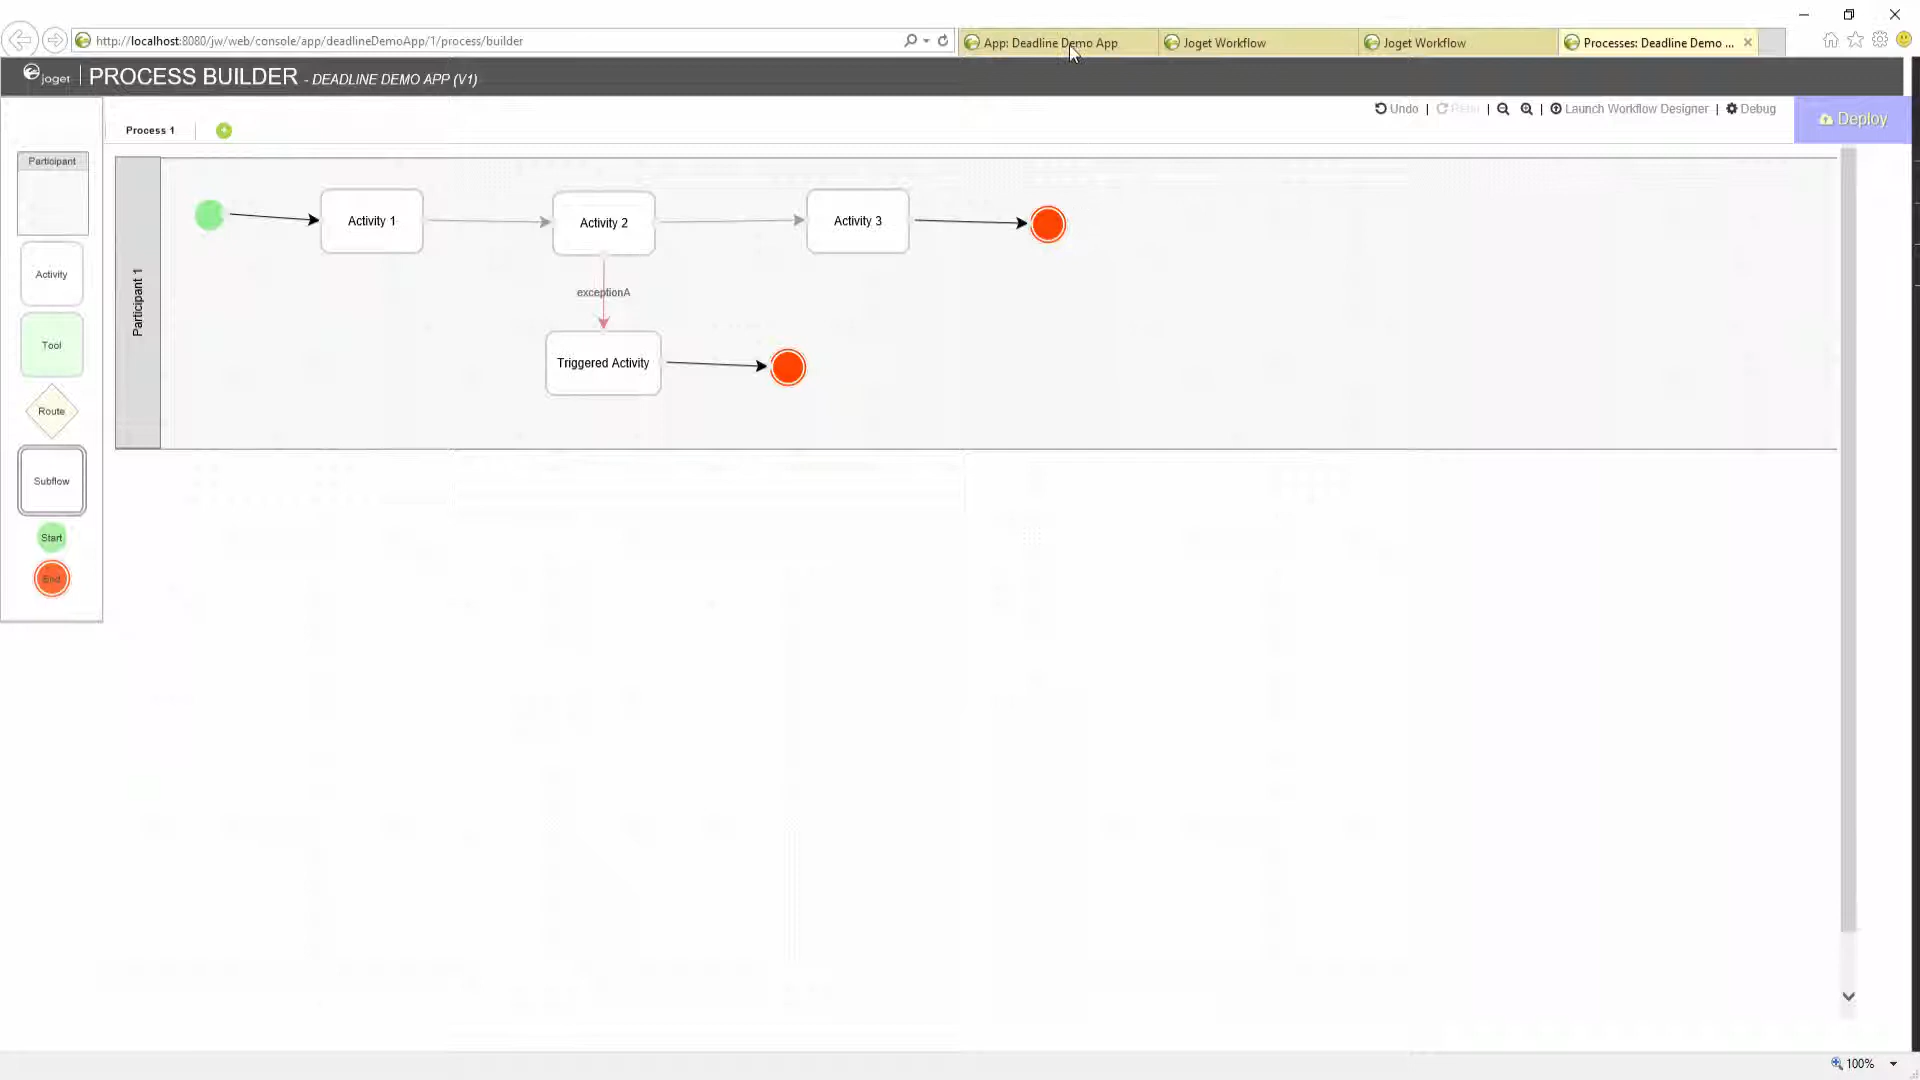 http://localhost:8080/jw/web/console/app/deadlineDemoApp/1/process/builder
App: Deadline Demo App
Joget Workflow
Joget Workflow
Processes: Deadline Demo ...
joget
PROCESS BUILDER - DEADLINE DEMO APP (V1)
Undo | Redo | | Launch Workflow Designer | Debug
Deploy
Process 1
Participant
Activity
Tool
Route
Subflow
Start
End
Participant 1
Activity 1
Activity 2
Activity 3
exceptionA
Triggered Activity
100%